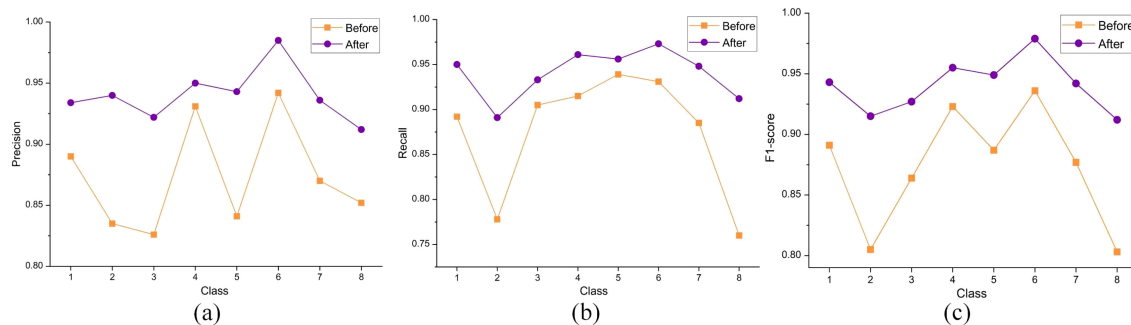 1.00
0.95
0.90
0.85
0.80
Precision
Before
After
1 2 3 4 5 6 7 8
Class
(a)
1.00
0.95
0.90
0.85
0.80
0.75
Recall
Before
After
1 2 3 4 5 6 7 8
Class
(b)
1.00
0.95
0.90
0.85
0.80
F1-score
Before
After
1 2 3 4 5 6 7 8
Class
(c)